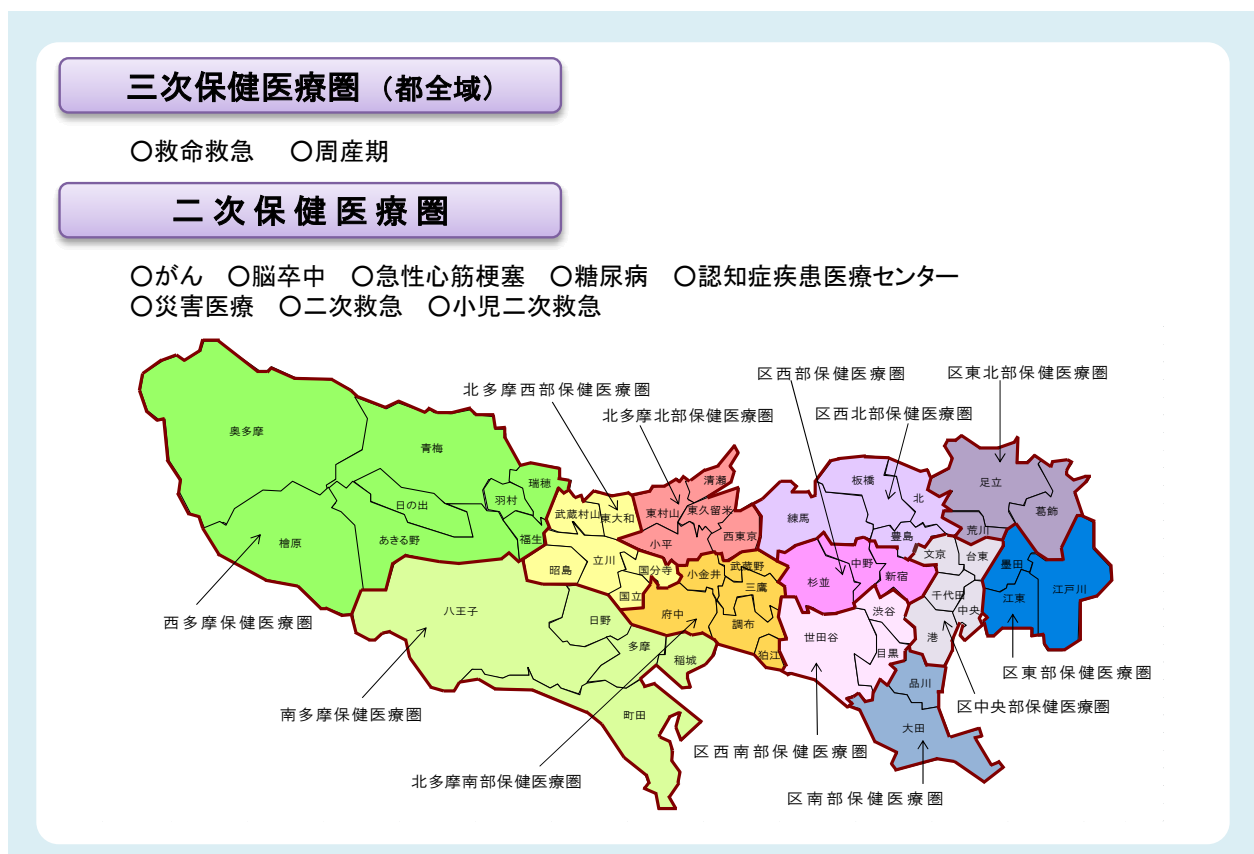 三次保健医療圏（都全域）
〇救命救急　〇周産期
二次保健医療圏
〇がん　〇脳卒中　〇急性心筋梗塞　〇糖尿病　〇認知症疾患医療センター
〇災害医療　〇二次救急　〇小児二次救急
区西部保健医療圏
区東北部保健医療圏
北多摩西部保健医療圏
北多摩北部保健医療圏
区西北部保健医療圏
奥多摩
青梅
瑞穂
羽村
日の出
あきる野
福生
檜原
武蔵村山
東大和
昭島
立川
国分寺
国立
清瀬
東村山
東久留米
小平
西東京
小金井
武蔵野
三鷹
府中
調布
狛江
八王子
日野
多摩
稲城
町田
板橋
北
練馬
豊島
足立
葛飾
荒川
文京
台東
墨田
江東
江戸川
中野
杉並
新宿
千代田
中央
港
渋谷
世田谷
目黒
品川
大田
西多摩保健医療圏
南多摩保健医療圏
北多摩南部保健医療圏
区西南部保健医療圏
区東部保健医療圏
区中央部保健医療圏
区南部保健医療圏